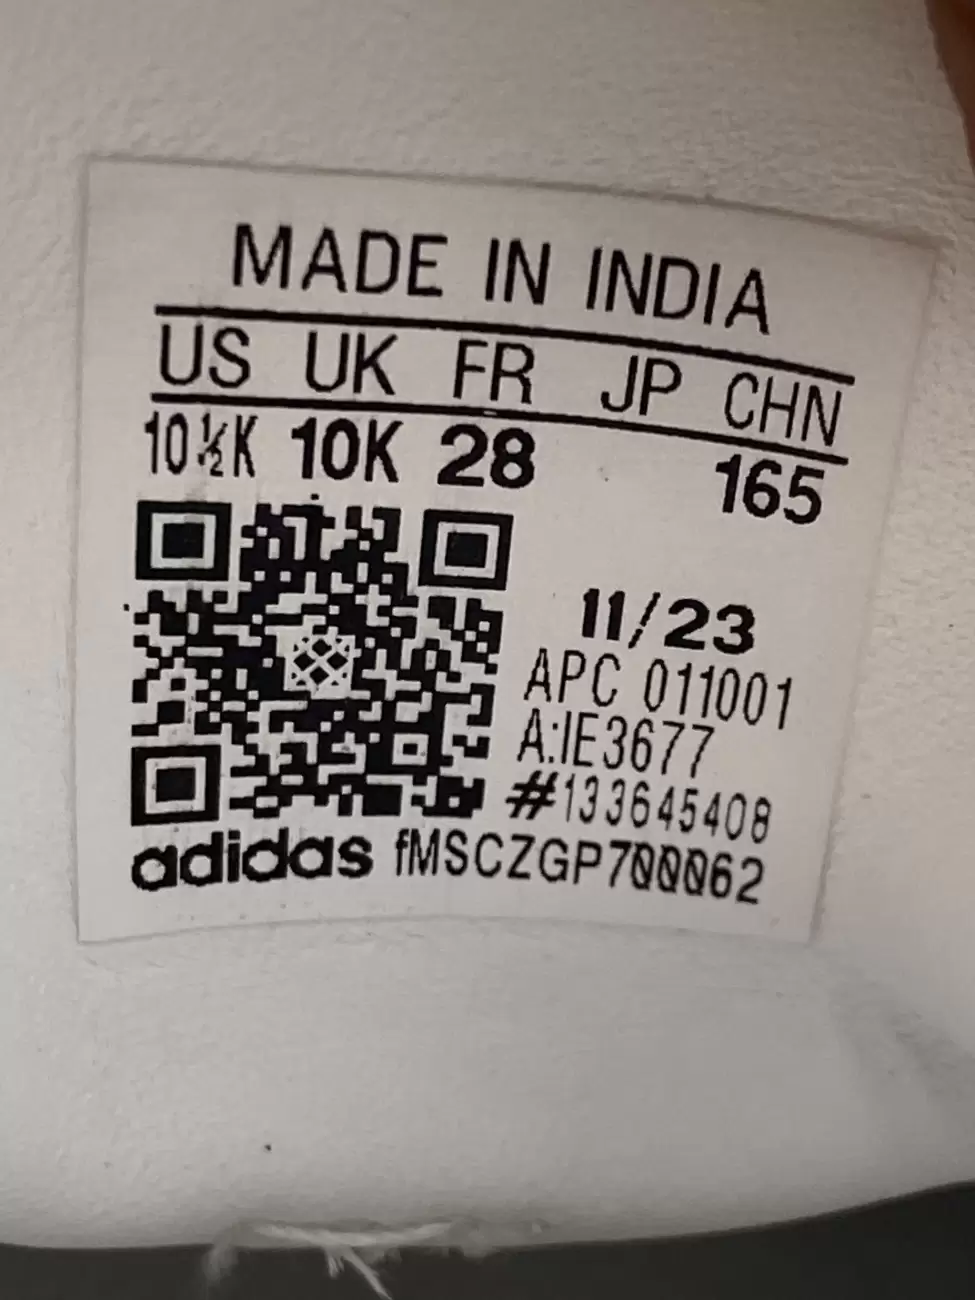 MADE IN INDIA
US UK FR JP CHN
10½K 10K 28 165
11/23
APC 011001
A:IE3677
#133645408
adidas fMSCZGP700062